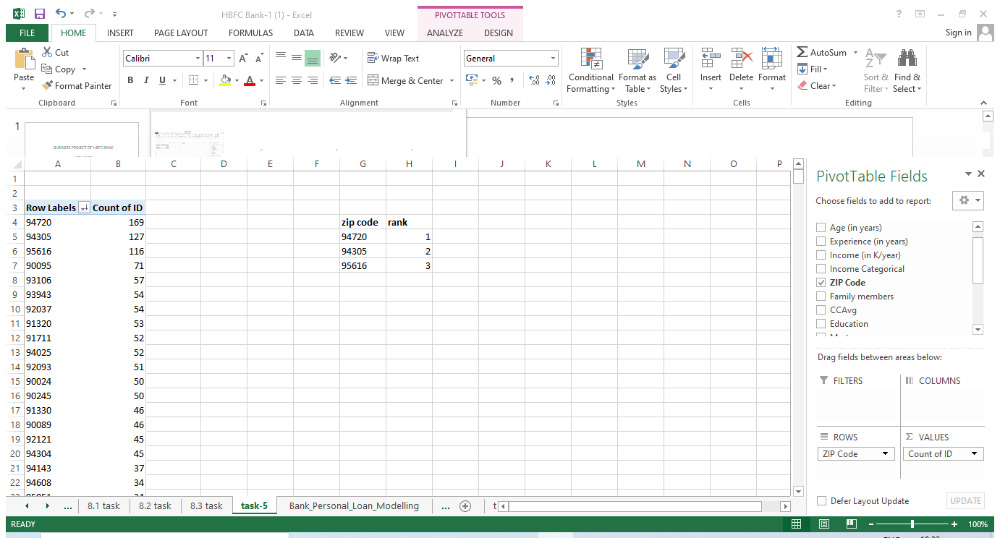 HBFC Bank-1 (1) - Excel
PIVOTTABLE TOOLS
?
FILE HOME INSERT PAGE LAYOUT FORMULAS DATA REVIEW VIEW ANALYZE DESIGN
Sign in
Paste
Cut
Copy
Format Painter
Calibri 11
B I U
Wrap Text
Merge & Center
General
Conditional Formatting
Format as Table
Cell Styles
Insert Delete Format
AutoSum
Fill
Clear
Sort & Filter
Find & Select
Clipboard Font Alignment Number Styles Cells Editing
1
BUSINESS PROJECT OF HBFC BANK
A B C D E F G H I J K L M N O P
1
2
3 Row Labels Count of ID
4 94720 169 zip code rank
5 94305 127 94720 1
6 95616 116 94305 2
7 90095 71 95616 3
8 93106 57
9 93943 54
10 92037 54
11 91320 53
12 91711 52
13 94025 52
14 92093 51
15 90024 50
16 90245 50
17 91330 46
18 90089 46
19 92121 45
20 94304 45
21 94143 37
22 94608 34
PivotTable Fields
Choose fields to add to report:
Age (in years)
Experience (in years)
Income (in K/year)
Income Categorical
ZIP Code
Family members
CCAvg
Education
Drag fields between areas below:
FILTERS
COLUMNS
ROWS
VALUES
ZIP Code
Count of ID
Defer Layout Update
UPDATE
... 8.1 task 8.2 task 8.3 task task-5 Bank_Personal_Loan_Modelling ...
READY
100%